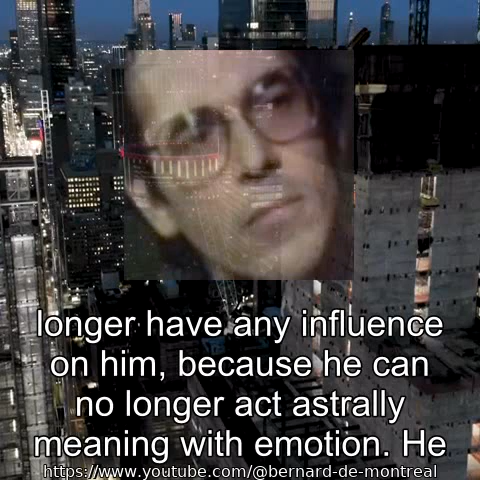 longer have any influence
on him, because he can
no longer act astrally
meaning with emotion. He
https://www.youtube.com/@bernard-de-montreal